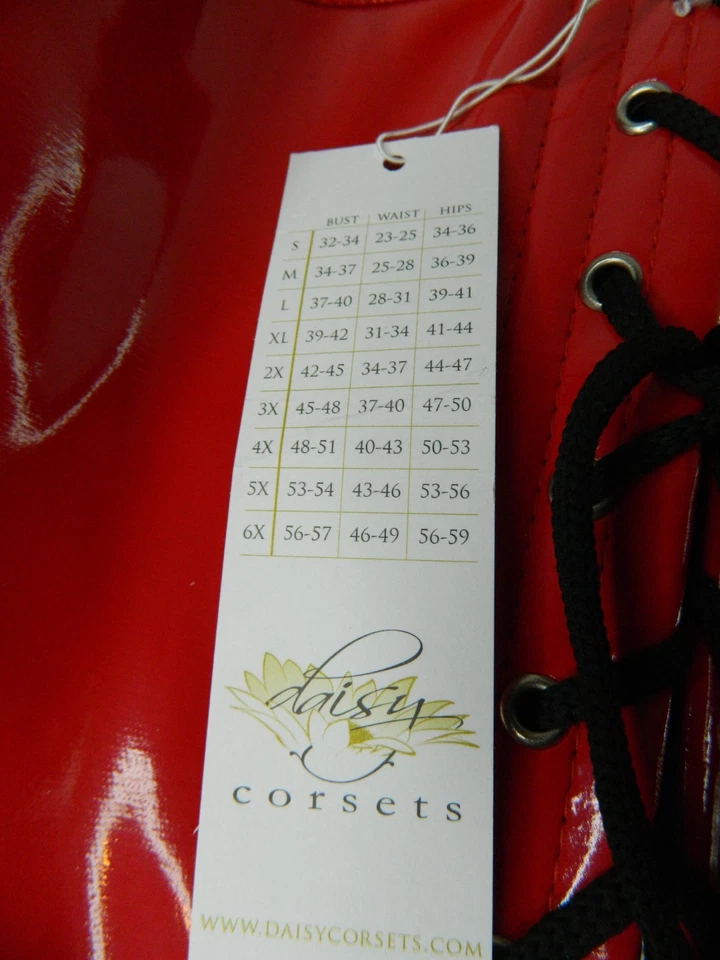 BUST WAIST HIPS
S 32-34 23-25 34-36
M 34-37 25-28 36-39
L 37-40 28-31 39-41
XL 39-42 31-34 41-44
2X 42-45 34-37 44-47
3X 45-48 37-40 47-50
4X 48-51 40-43 50-53
5X 53-54 43-46 53-56
6X 56-57 46-49 56-59
daisy
corsets
WWW.DAISYCORSETS.COM